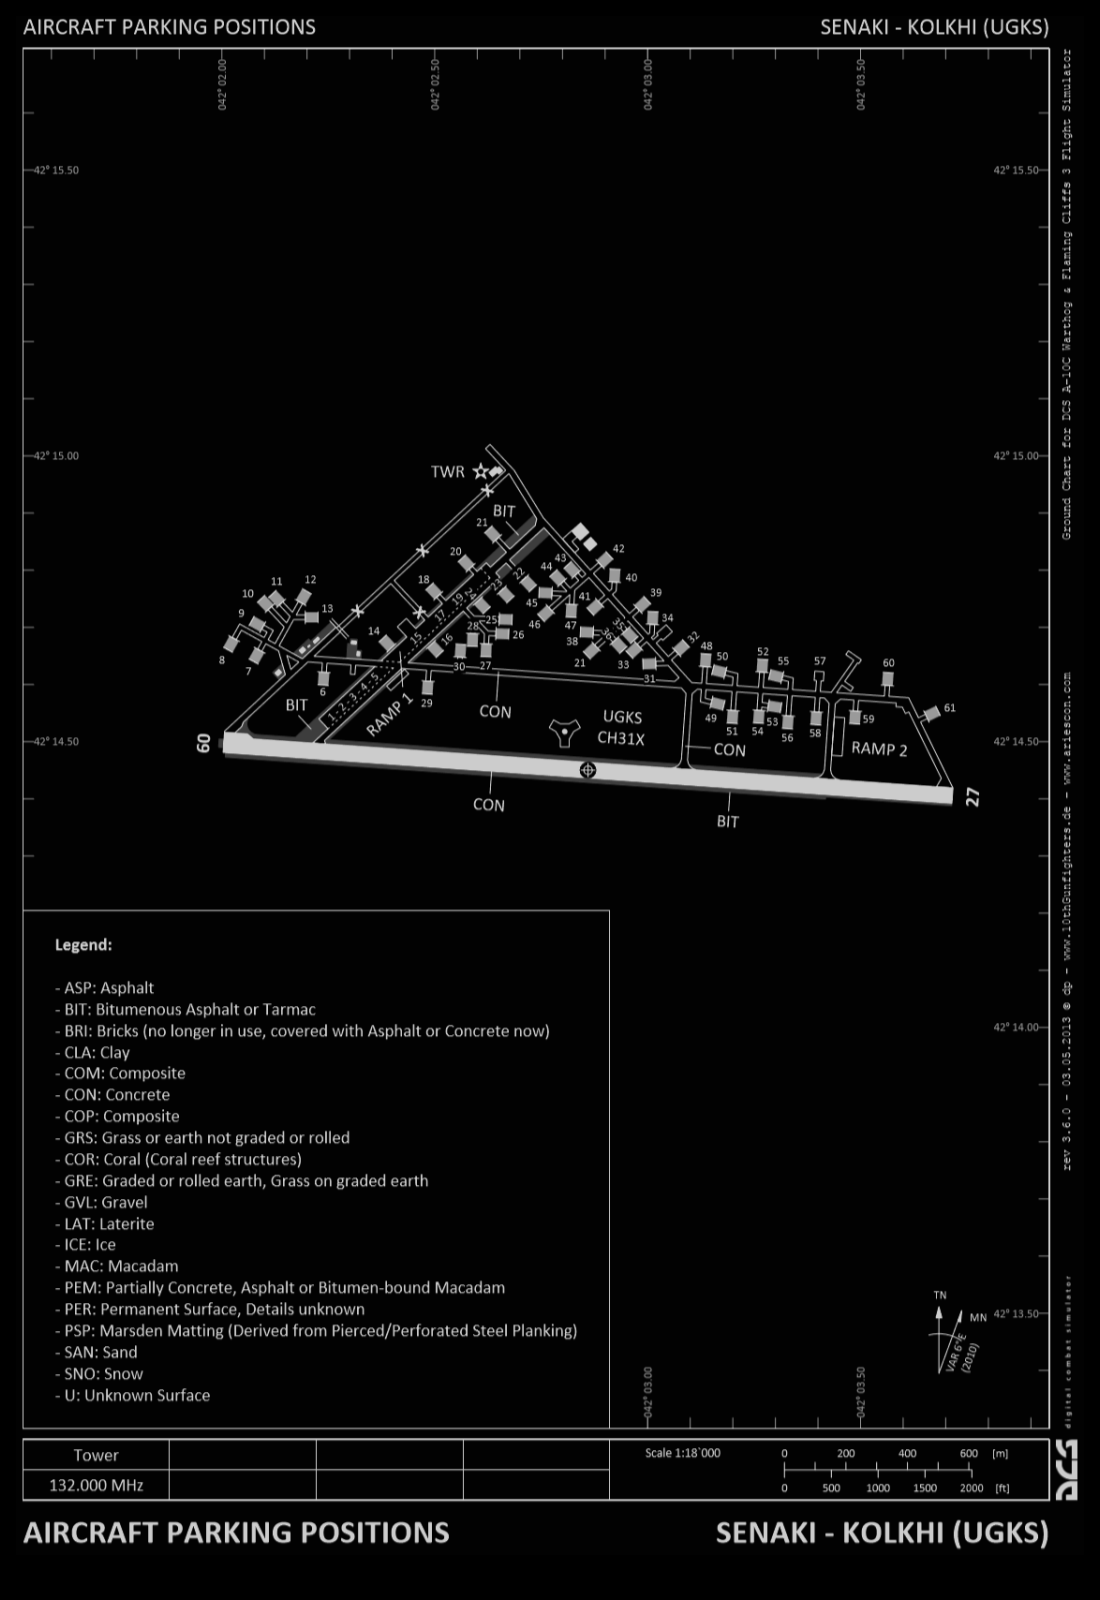 AIRCRAFT PARKING POSITIONS
SENAKI - KOLKHI (UGKS)
042° 02.00
042° 02.50
042° 03.00
042° 03.50
42° 15.50
42° 15.50
42° 15.00
42° 15.00
TWR
BIT
21
20
18
22
23
24
19
17
42
43
44
40
39
34
41
45
46
47
35
36
38
21
33
31
32
25
26
28
27
30
16
15
14
12
11
10
9
8
7
13
6
1-2-3-4-5
29
RAMP 1
BIT
CON
48
50
52
55
57
60
49
51
54
53
56
58
59
61
UGKS
CH31X
CON
RAMP 2
42° 14.50
42° 14.50
09
27
CON
BIT
42° 14.00
42° 13.50
Legend:
- ASP: Asphalt
- BIT: Bitumenous Asphalt or Tarmac
- BRI: Bricks (no longer in use, covered with Asphalt or Concrete now)
- CLA: Clay
- COM: Composite
- CON: Concrete
- COP: Composite
- GRS: Grass or earth not graded or rolled
- COR: Coral (Coral reef structures)
- GRE: Graded or rolled earth, Grass on graded earth
- GVL: Gravel
- LAT: Laterite
- ICE: Ice
- MAC: Macadam
- PEM: Partially Concrete, Asphalt or Bitumen-bound Macadam
- PER: Permanent Surface, Details unknown
- PSP: Marsden Matting (Derived from Pierced/Perforated Steel Planking)
- SAN: Sand
- SNO: Snow
- U: Unknown Surface
TN
MN
VAR 6°E
(2010)
042° 03.00
042° 03.50
Ground Chart for DCS A-10C Warthog & Flaming Cliffs 3 Flight Simulator
rev 3.6.0 - 03.05.2013 ® dp - www.10thGunfighters.de - www.ariescon.com
digital combat simulator
DCS
Tower
132.000 MHz
Scale 1:18`000
0 200 400 600 [m]
0 500 1000 1500 2000 [ft]
AIRCRAFT PARKING POSITIONS
SENAKI - KOLKHI (UGKS)